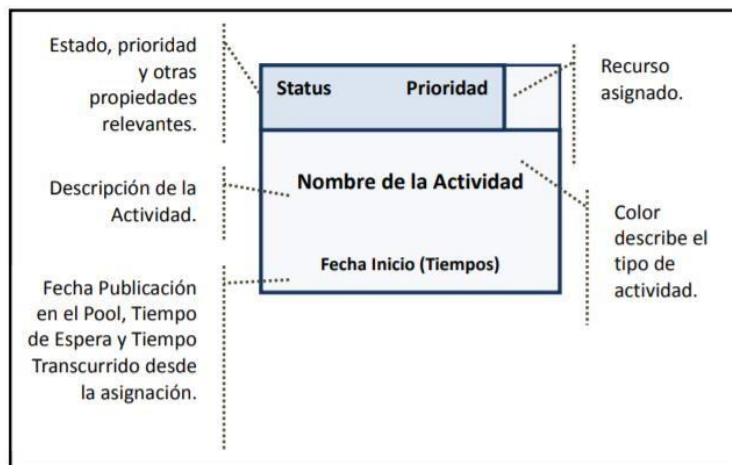 Estado, prioridad
y otras
propiedades
relevantes.
Status
Prioridad
Recurso
asignado.
Descripción de la
Actividad.
Nombre de la Actividad
Color
describe el
tipo de
actividad.
Fecha Inicio (Tiempos)
Fecha Publicación
en el Pool, Tiempo
de Espera y Tiempo
Transcurrido desde
la asignación.